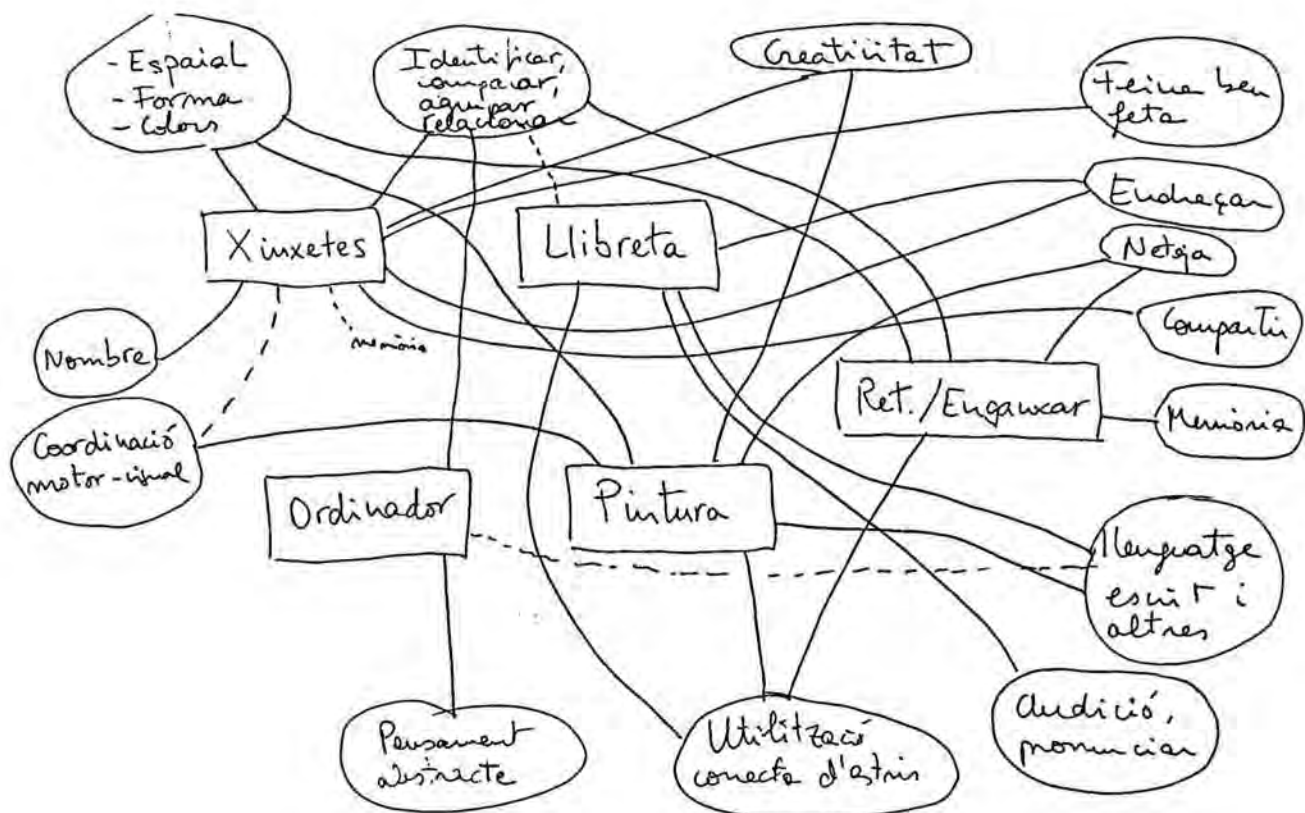 - Espaial
- Forma
- Colors
Identificar,
comparar,
agrupar
relacionar
Creativitat
Feina ben
feta
Endreçar
Neteja
Compartir
Memòria
Xinxetes
Llibreta
Nombre
memòria
Coordinació
motor-visual
Ret./Enganxar
Ordinador
Pintura
llenguatge
escrit i
altres
Audició,
pronunciar
Pensament
abstracte
Utilització
correcta d'estris